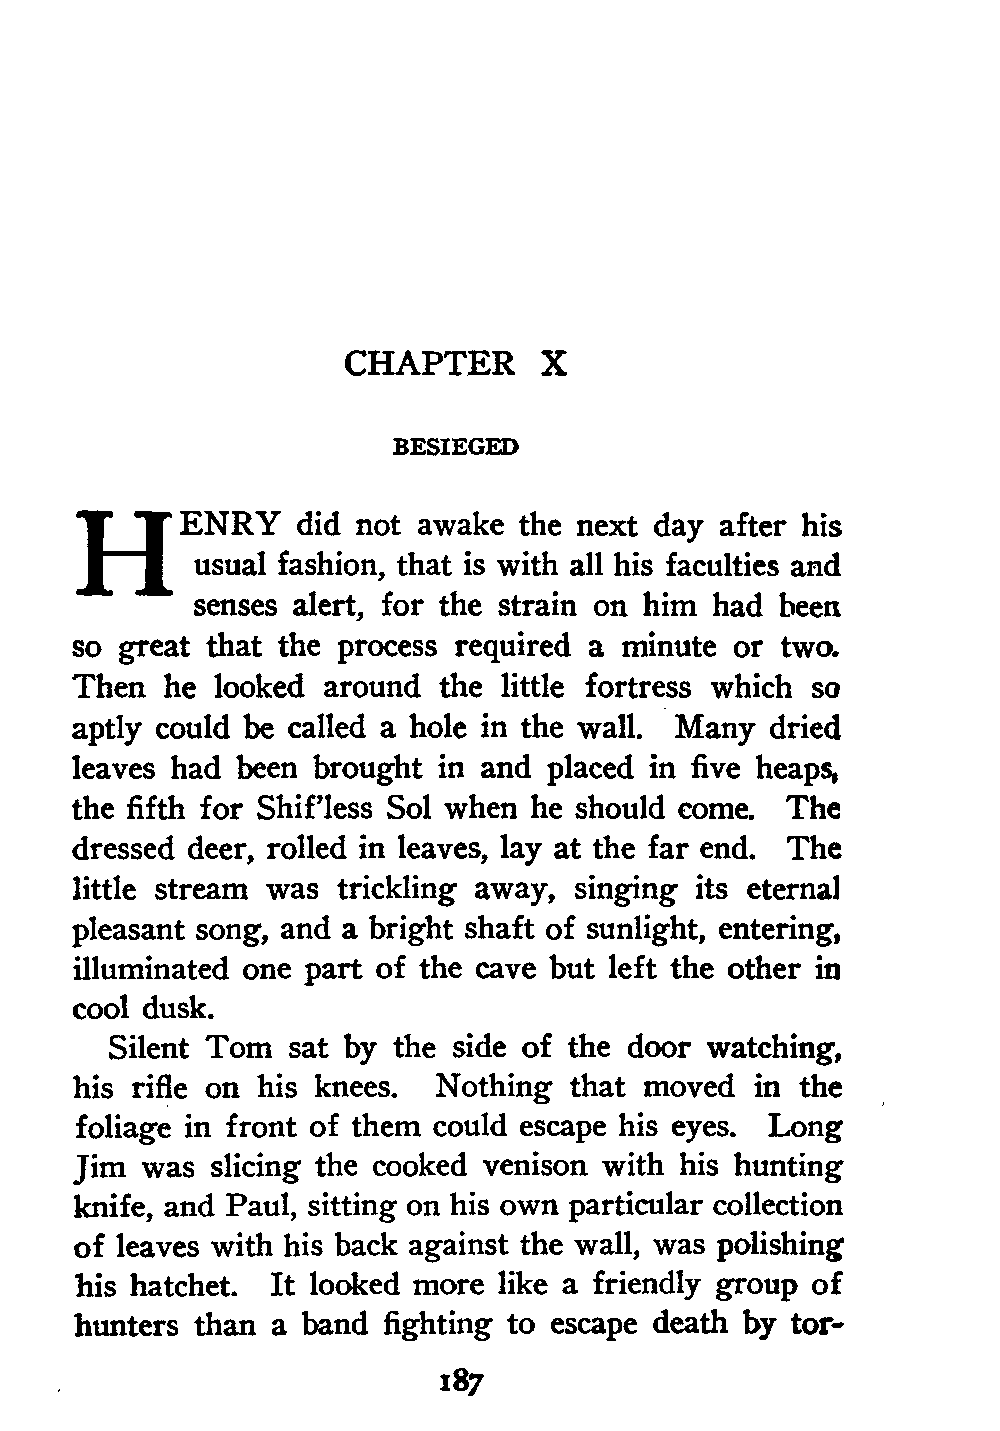 CHAPTER X
BESIEGED
HENRY did not awake the next day after his
usual fashion, that is with all his faculties and
senses alert, for the strain on him had been
so great that the process required a minute or two.
Then he looked around the little fortress which so
aptly could be called a hole in the wall. Many dried
leaves had been brought in and placed in five heaps,
the fifth for Shif'less Sol when he should come. The
dressed deer, rolled in leaves, lay at the far end. The
little stream was trickling away, singing its eternal
pleasant song, and a bright shaft of sunlight, entering,
illuminated one part of the cave but left the other in
cool dusk.
Silent Tom sat by the side of the door watching,
his rifle on his knees. Nothing that moved in the
foliage in front of them could escape his eyes. Long
Jim was slicing the cooked venison with his hunting
knife, and Paul, sitting on his own particular collection
of leaves with his back against the wall, was polishing
his hatchet. It looked more like a friendly group of
hunters than a band fighting to escape death by tor-
187